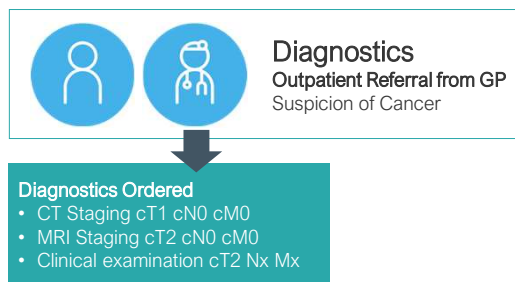 Diagnostics
Outpatient Referral from GP
Suspicion of Cancer
Diagnostics Ordered
• CT Staging cT1 cN0 cM0
• MRI Staging cT2 cN0 cM0
• Clinical examination cT2 Nx Mx